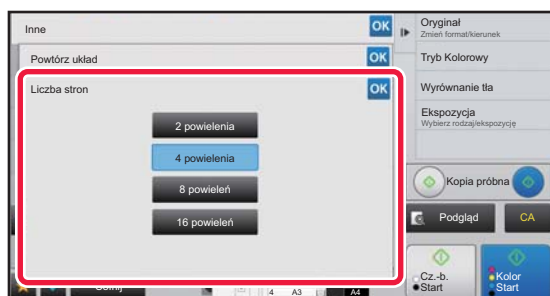 Inne
OK
Powtórz układ
OK
Liczba stron
OK
2 powielenia
4 powielenia
8 powieleń
16 powieleń
Oryginał
Zmień format/kierunek
Tryb Kolorowy
Wyrównanie tła
Ekspozycja
Wybierz rodzaj/ekspozycję
Kopia próbna
Podgląd
CA
Cz.-b.
Start
Kolor
Start
4 A3 A4